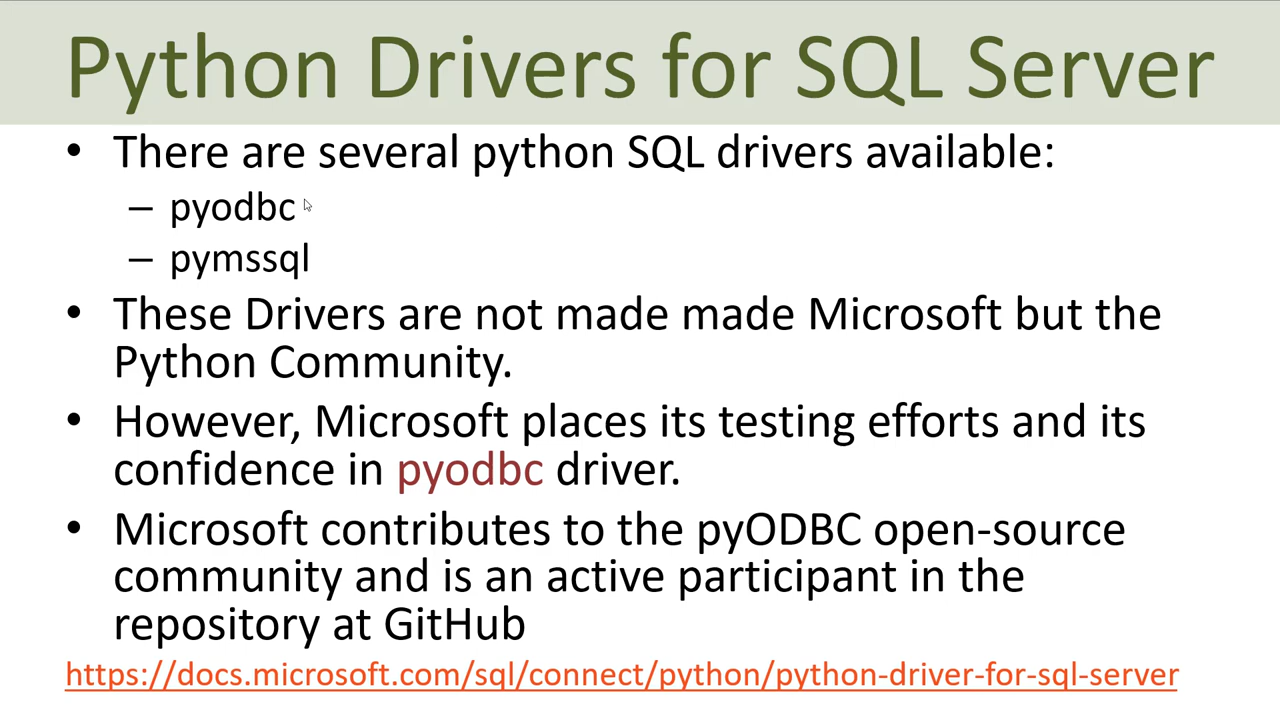 Python Drivers for SQL Server
• There are several python SQL drivers available:
– pyodbc
– pymssql
• These Drivers are not made made Microsoft but the
Python Community.
• However, Microsoft places its testing efforts and its
confidence in pyodbc driver.
• Microsoft contributes to the pyODBC open-source
community and is an active participant in the
repository at GitHub
https://docs.microsoft.com/sql/connect/python/python-driver-for-sql-server